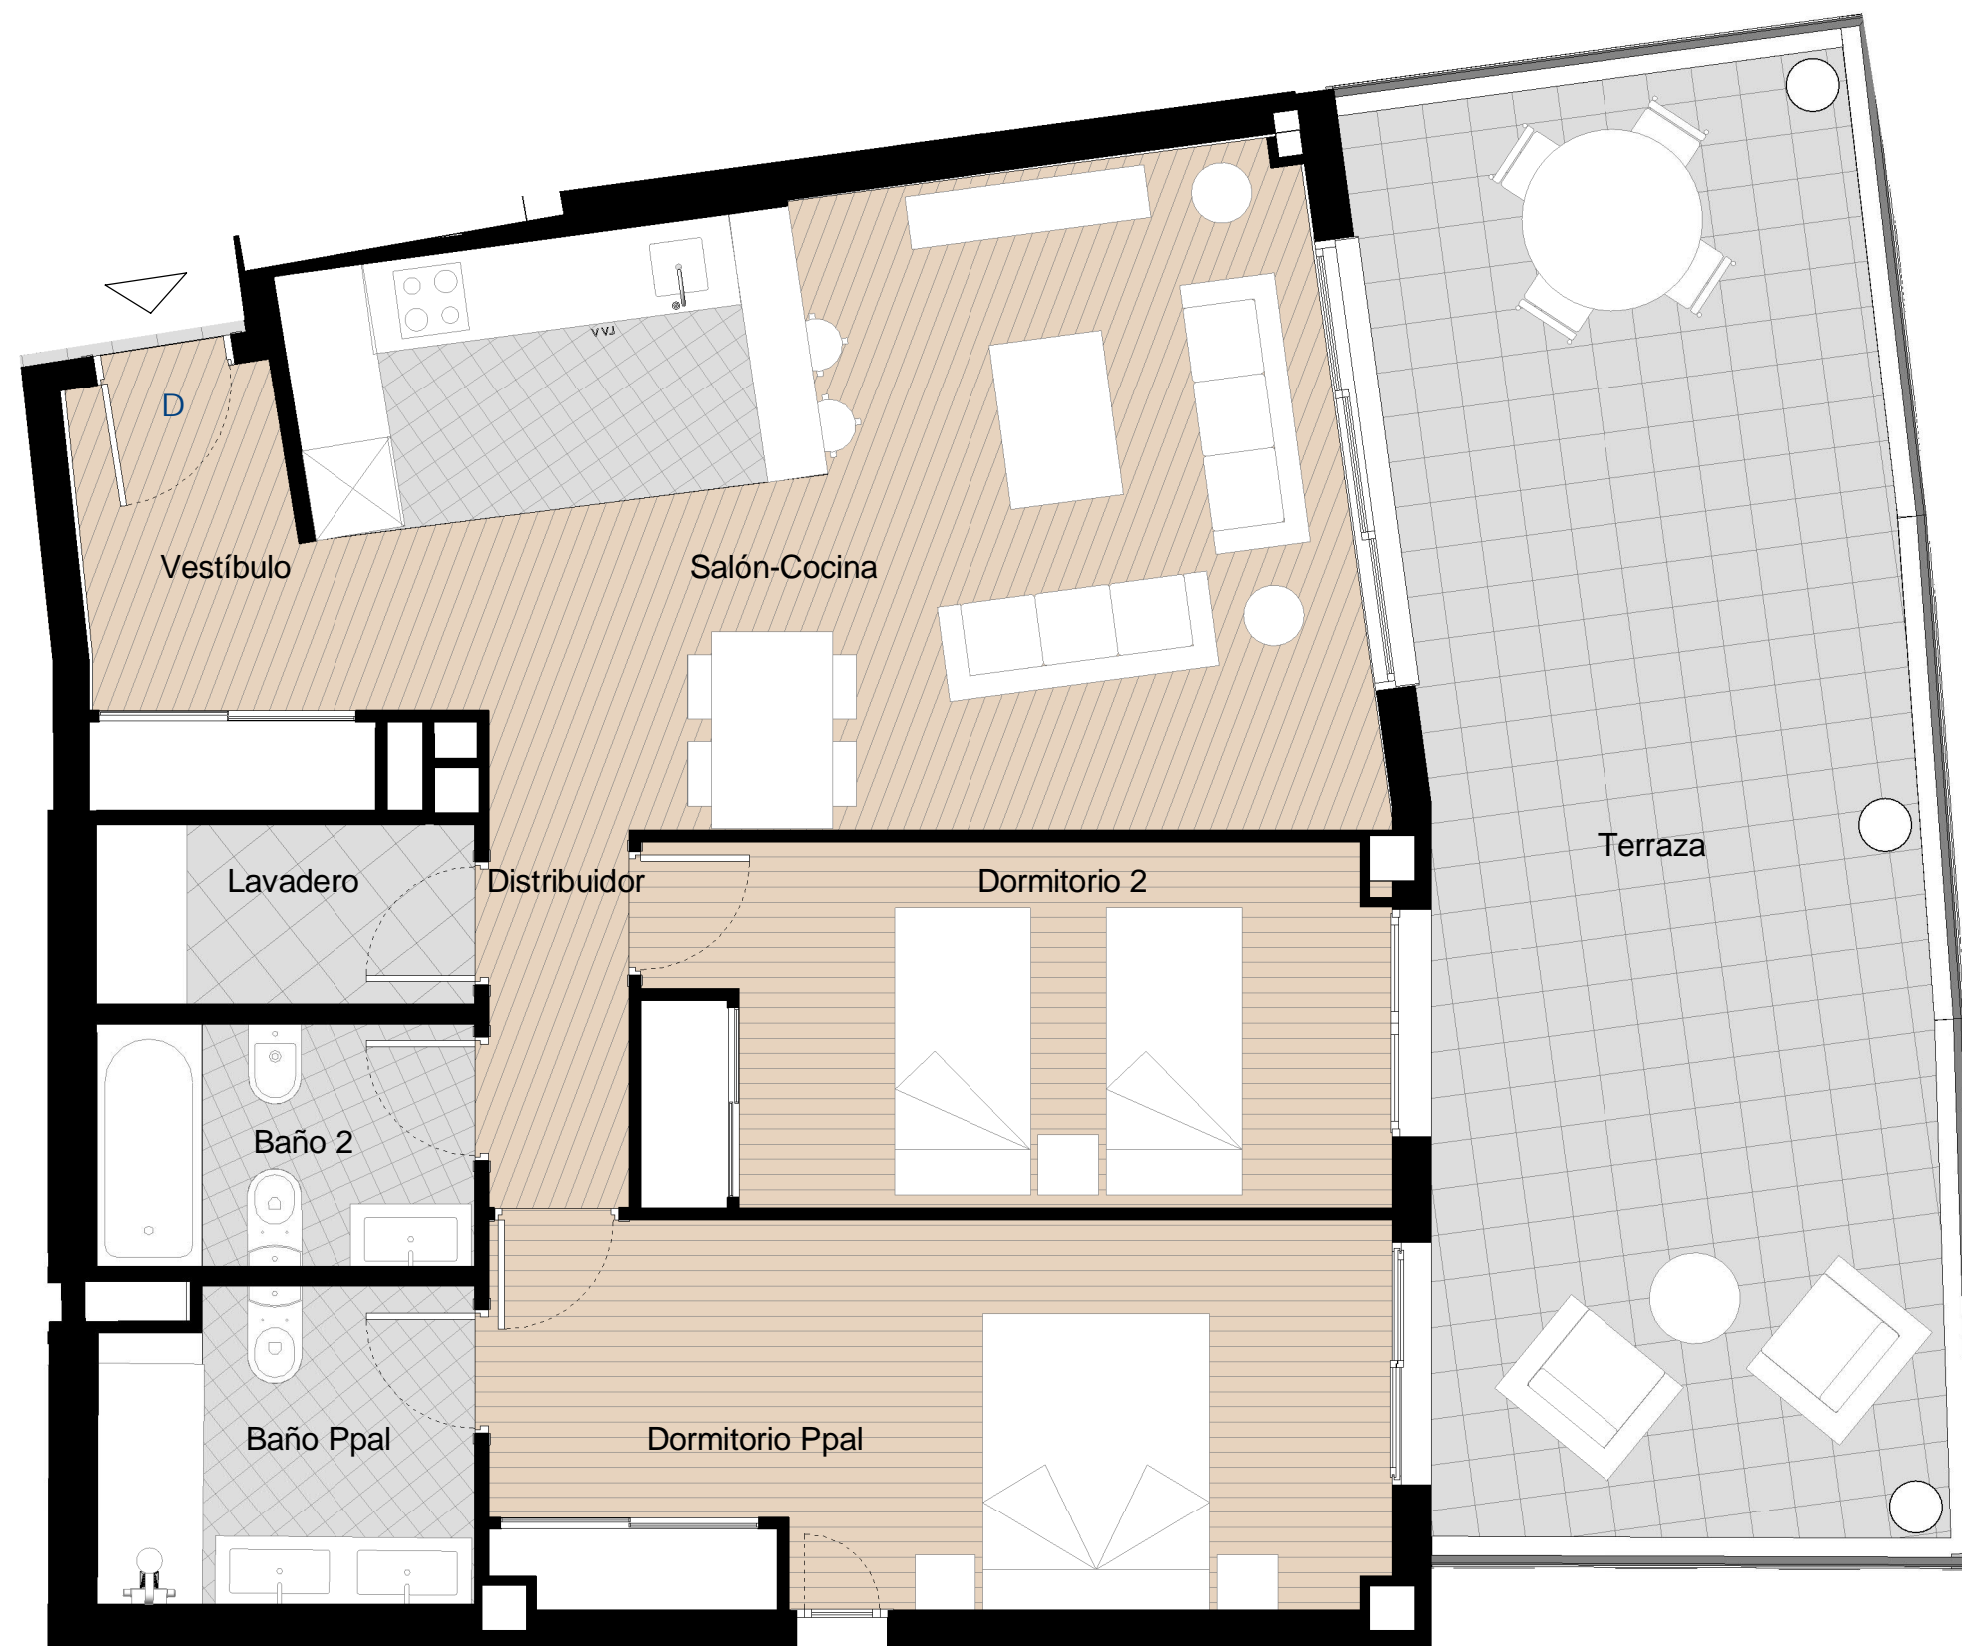 D
Vestíbulo
Salón-Cocina
Terraza
Lavadero
Distribuidor
Dormitorio 2
Baño 2
Baño Ppal
Dormitorio Ppal